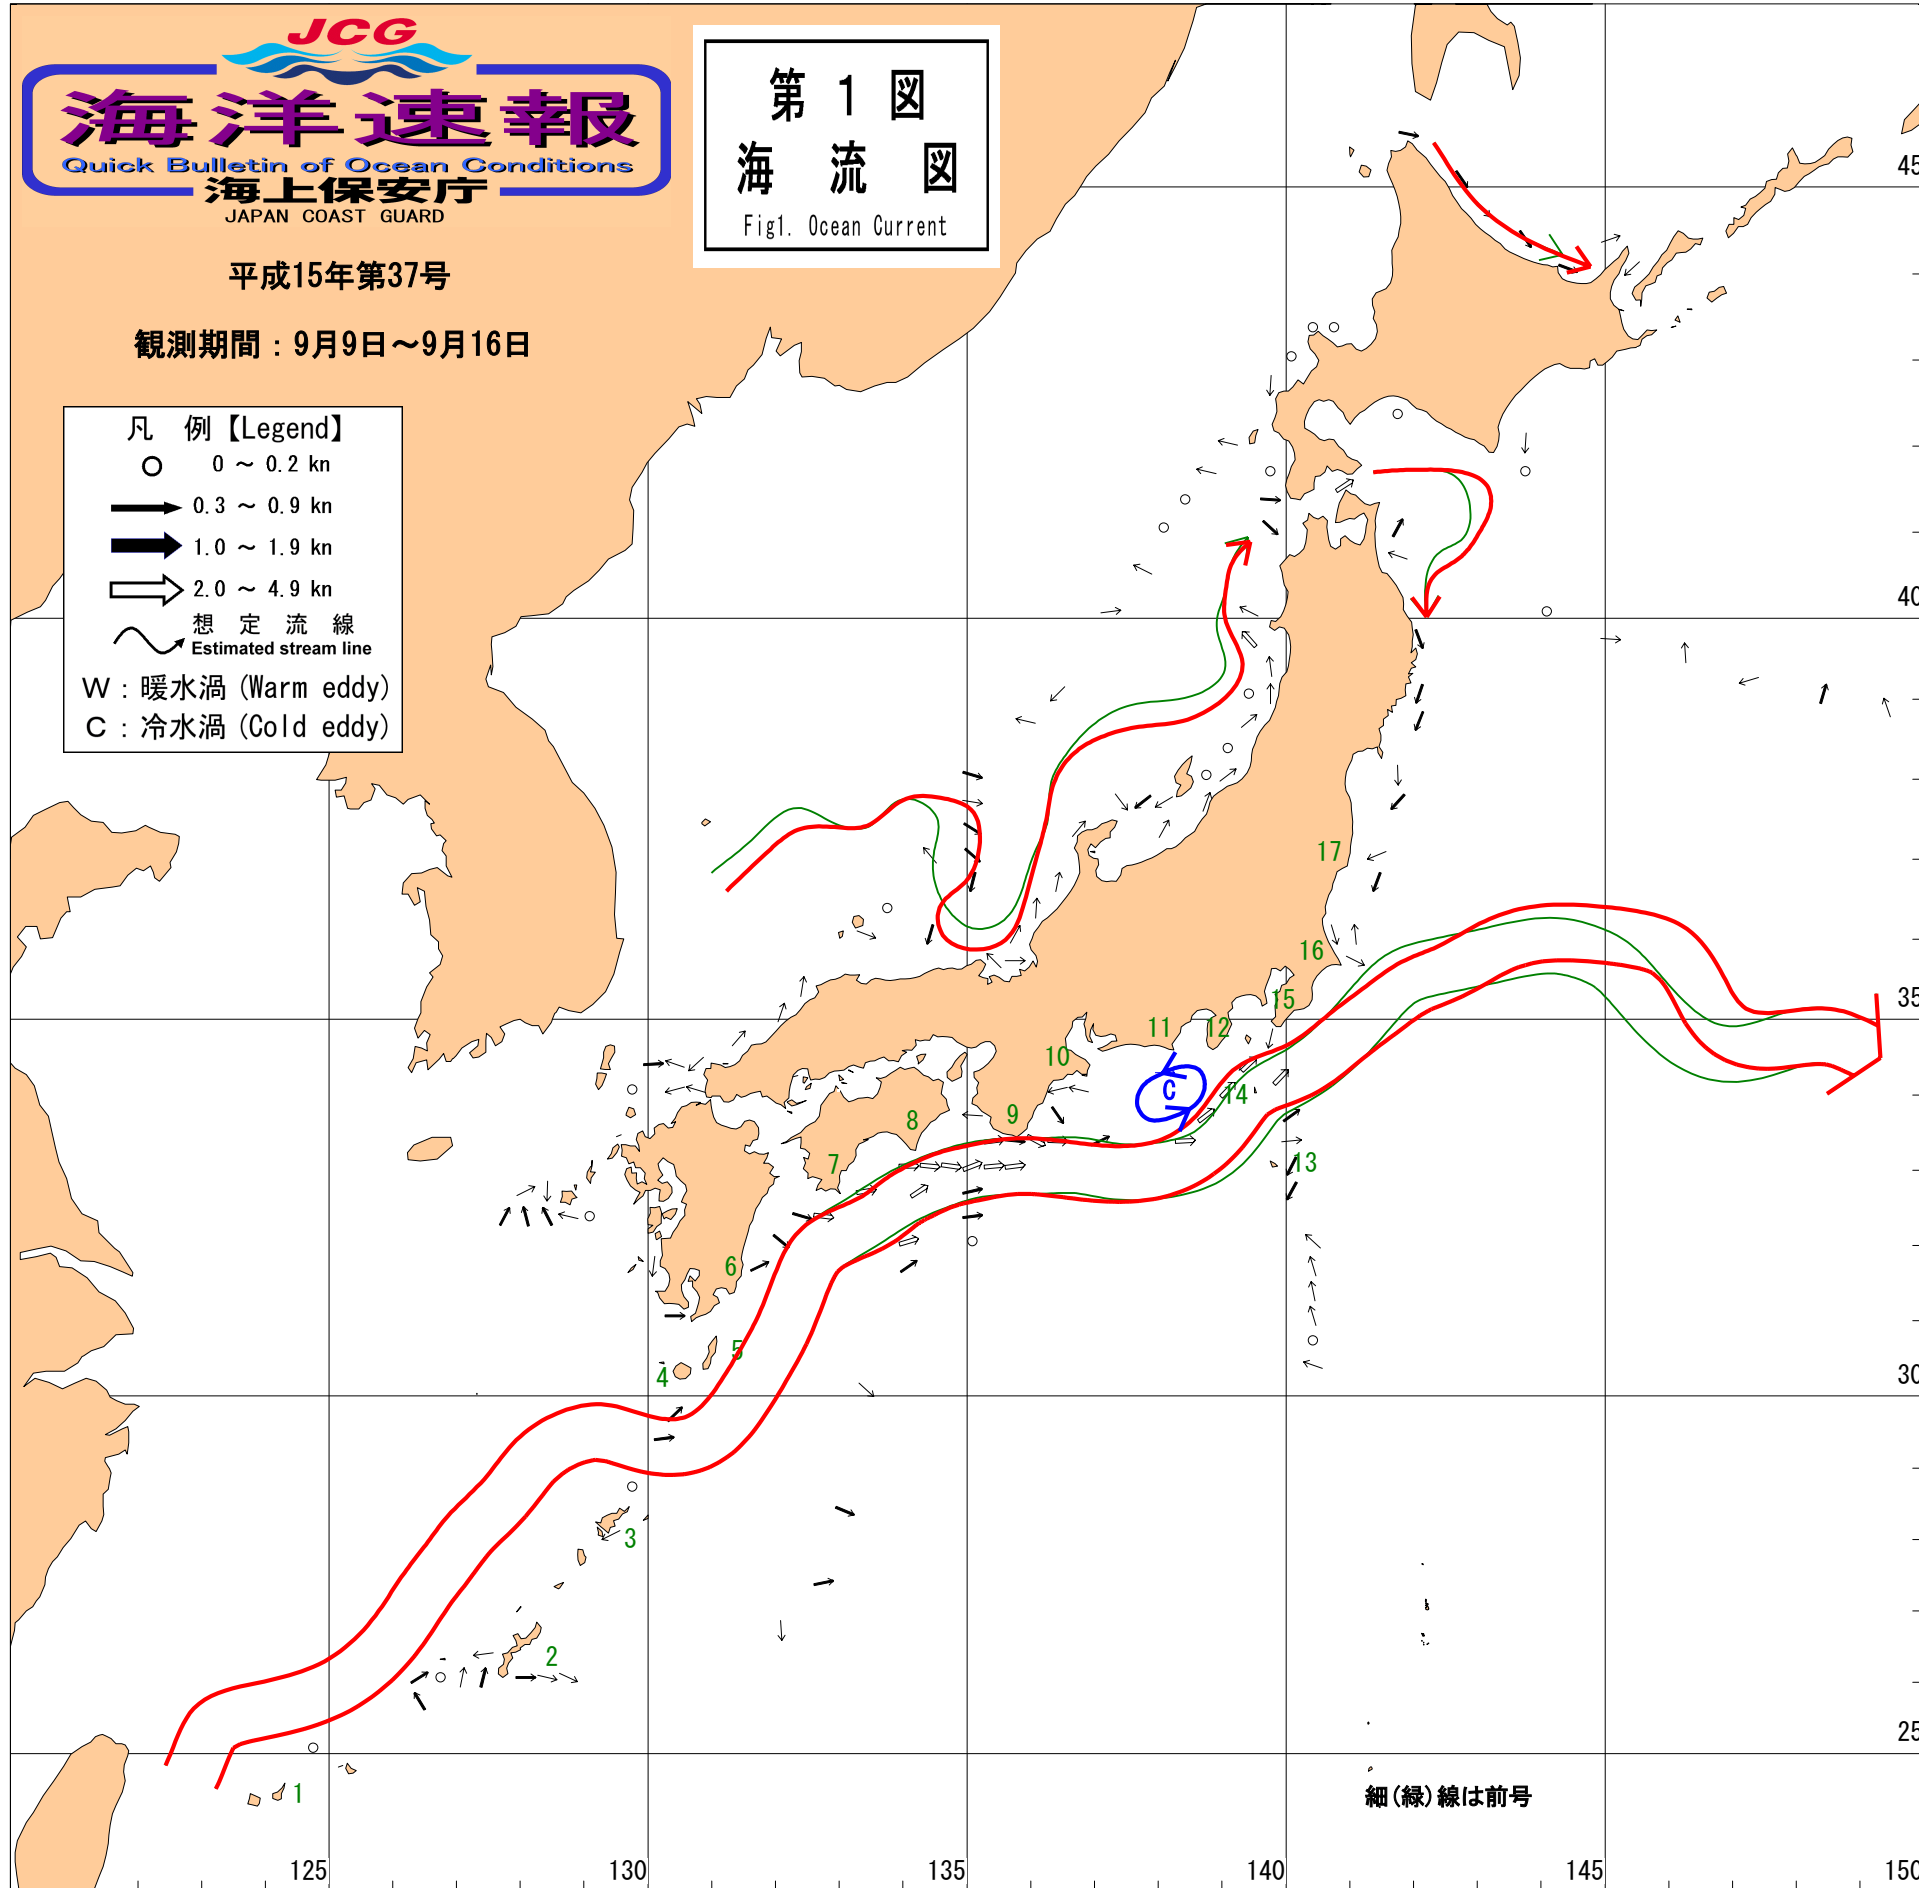 JCG
海洋速報
Quick Bulletin of Ocean Conditions
海上保安庁
JAPAN COAST GUARD
平成15年第37号
観測期間：9月9日～9月16日
第 1 図
海 流 図
Fig1. Ocean Current
凡 例【Legend】
0 ～ 0.2 kn
0.3 ～ 0.9 kn
1.0 ～ 1.9 kn
2.0 ～ 4.9 kn
想 定 流 線
Estimated stream line
W：暖水渦(Warm eddy)
C：冷水渦(Cold eddy)
45
40
17
16
35
15
12
11
10
C
14
9
8
7
13
6
5
4
30
3
2
25
1
細(緑)線は前号
125
130
135
140
145
150